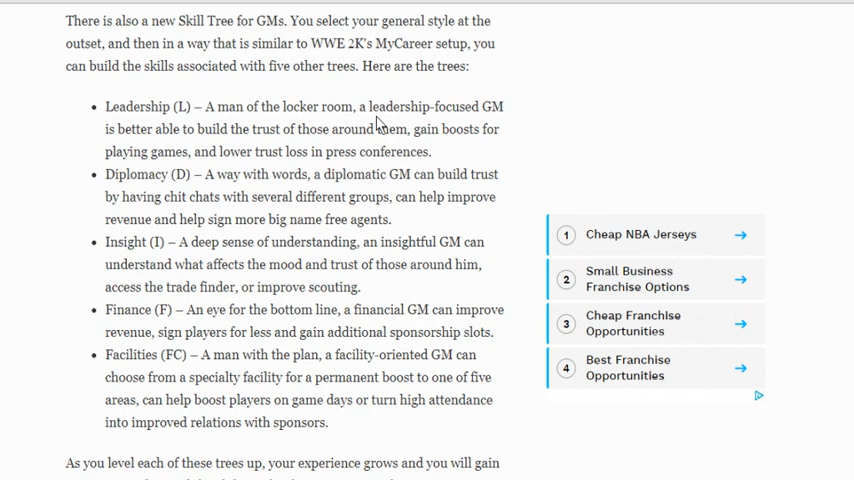 There is also a new Skill Tree for GMs. You select your general style at the
outset, and then in a way that is similar to WWE 2K's MyCareer setup, you
can build the skills associated with five other trees. Here are the trees:
• Leadership (L) – A man of the locker room, a leadership-focused GM
is better able to build the trust of those around them, gain boosts for
playing games, and lower trust loss in press conferences.
• Diplomacy (D) – A way with words, a diplomatic GM can build trust
by having chit chats with several different groups, can help improve
revenue and help sign more big name free agents.
• Insight (I) – A deep sense of understanding, an insightful GM can
understand what affects the mood and trust of those around him,
access the trade finder, or improve scouting.
• Finance (F) – An eye for the bottom line, a financial GM can improve
revenue, sign players for less and gain additional sponsorship slots.
• Facilities (FC) – A man with the plan, a facility-oriented GM can
choose from a specialty facility for a permanent boost to one of five
areas, can help boost players on game days or turn high attendance
into improved relations with sponsors.
As you level each of these trees up, your experience grows and you will gain
1 Cheap NBA Jerseys
2 Small Business
Franchise Options
3 Cheap Franchise
Opportunities
4 Best Franchise
Opportunities